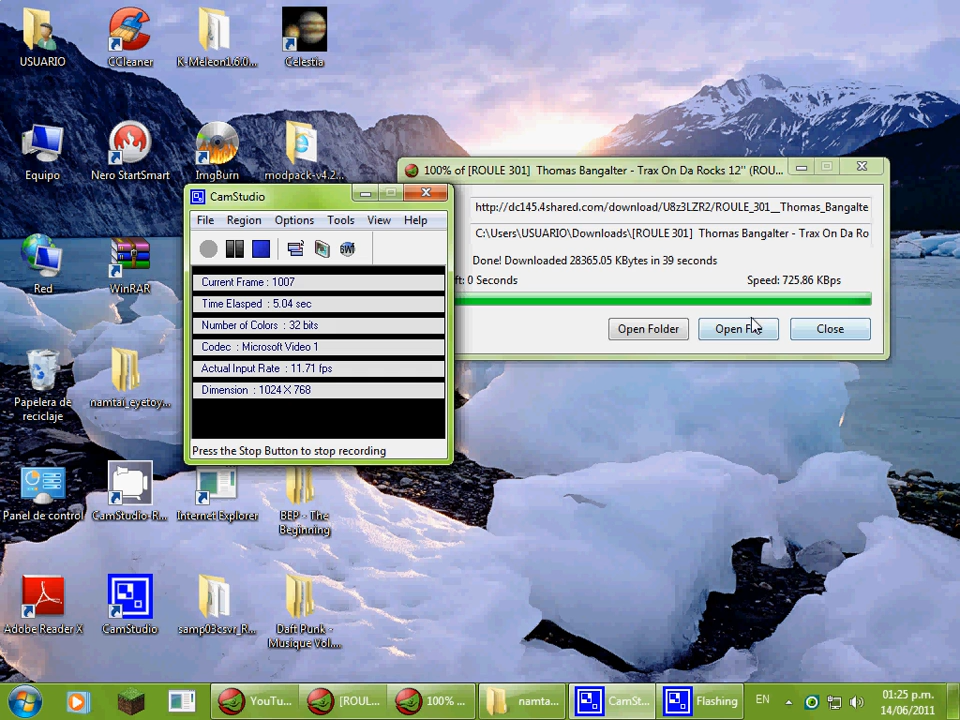 USUARIO
CCleaner
K-Meleon1.6.0...
Celestia
Equipo
Nero StartSmart
ImgBurn
modpack-v4.2...
Red
WinRAR
Papelera de
reciclaje
namtai_eyetoy...
Panel de control
CamStudio-R...
Internet Explorer
BEP - The
Beginning
Adobe Reader X
CamStudio
samp03csvr_R...
Daft Punk -
Musique Vol....
100% of [ROULE 301] Thomas Bangalter - Trax On Da Rocks 12" (ROU...
http://dc145.4shared.com/download/U8z3LZR2/ROULE_301__Thomas_Bangalte
C:\Users\USUARIO\Downloads\[ROULE 301] Thomas Bangalter - Trax On Da Ro
Done! Downloaded 28365.05 KBytes in 39 seconds
ft: 0 Seconds
Speed: 725.86 KBps
Open Folder
Open File
Close
CamStudio
File Region Options Tools View Help
Current Frame : 1007
Time Elasped : 5.04 sec
Number of Colors : 32 bits
Codec : Microsoft Video 1
Actual Input Rate : 11.71 fps
Dimension : 1024 X 768
Press the Stop Button to stop recording
YouTu...
[ROUL...
100% ...
namta...
CamSt...
Flashing
EN
01:25 p.m.
14/06/2011